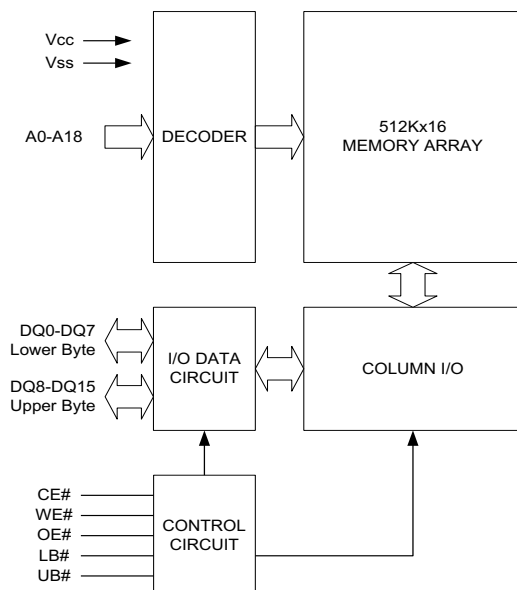 Vcc
Vss
A0-A18
DECODER
512Kx16
MEMORY ARRAY
DQ0-DQ7
Lower Byte
DQ8-DQ15
Upper Byte
I/O DATA
CIRCUIT
COLUMN I/O
CE#
WE#
OE#
LB#
UB#
CONTROL
CIRCUIT